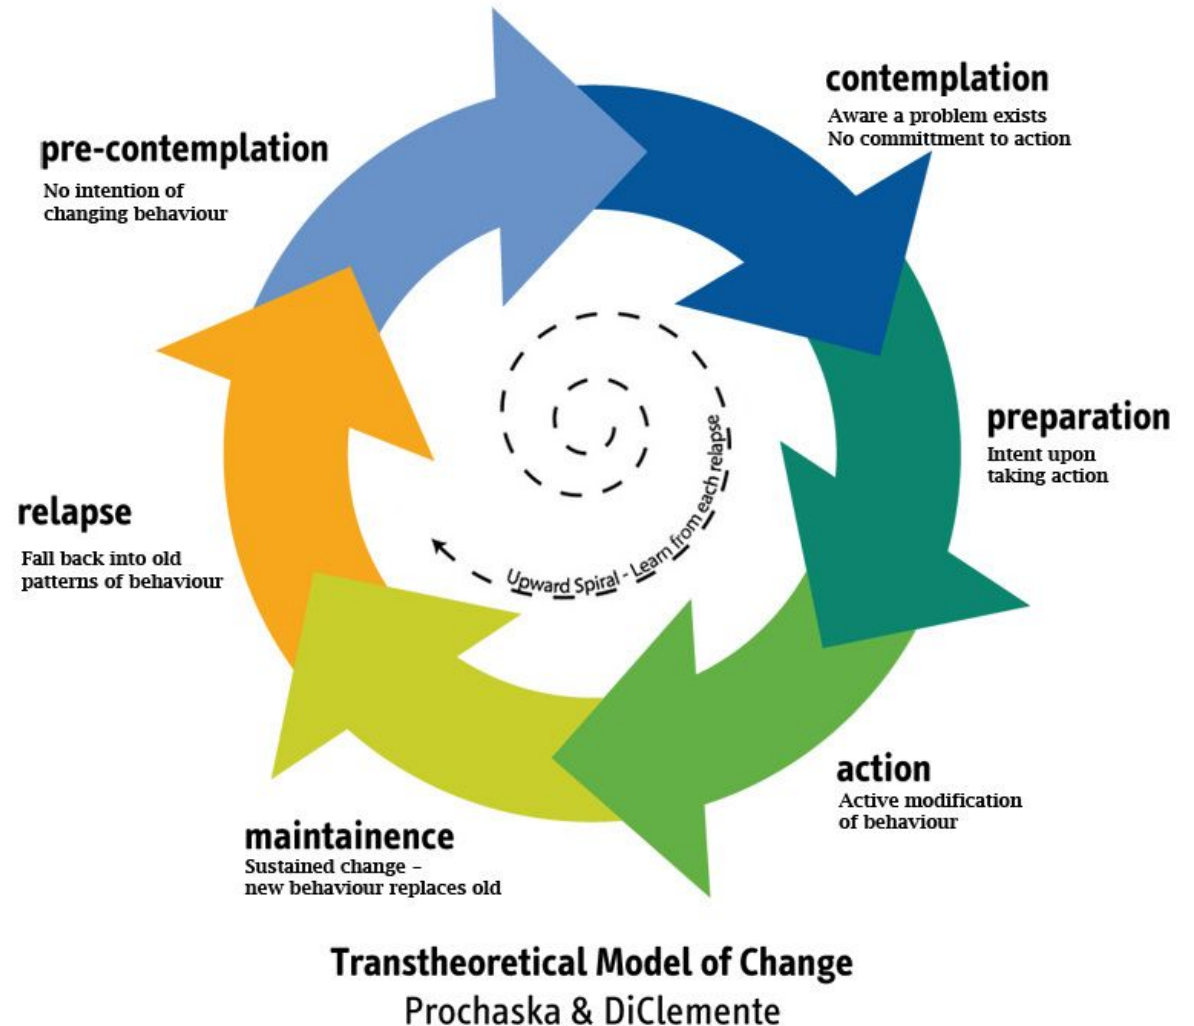 contemplation
Aware a problem exists
No committment to action
pre-contemplation
No intention of
changing behaviour
preparation
Intent upon
taking action
relapse
Fall back into old
patterns of behaviour
Upward Spiral - Learn from each relapse
action
Active modification
of behaviour
maintainence
Sustained change –
new behaviour replaces old
Transtheoretical Model of Change
Prochaska & DiClemente